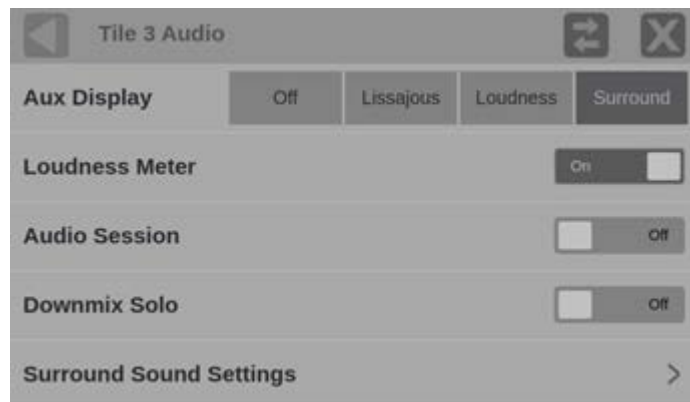 Tile 3 Audio
Aux Display Off Lissajous Loudness Surround
Loudness Meter On
Audio Session Off
Downmix Solo Off
Surround Sound Settings